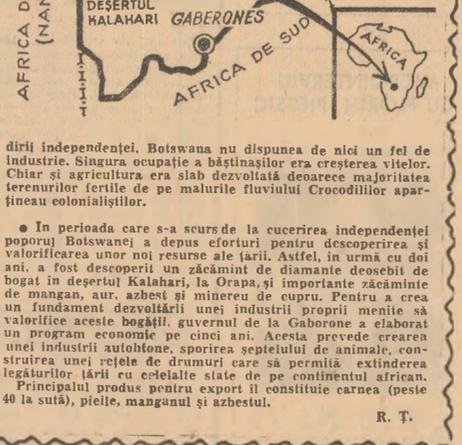 DEȘERTUL
KALAHARI
GABERONES
AFRICA D
(NAM
AFRICA DE SUD
AFRICA
dirii independenței, Botswana nu dispunea de nici un fel de
industrie. Singura ocupație a băștinașilor era creșterea vitelor.
Chiar și agricultura era slab dezvoltată deoarece majoritatea
terenurilor fertile de pe malurile fluviului Crocodililor apar-
țineau colonialiștilor.
● In perioada care s-a scurs de la cucerirea independenței
poporul Botswanei a depus eforturi pentru descoperirea și
valorificarea unor noi resurse ale țării. Astfel, în urmă cu doi
ani, a fost descoperit un zăcămint de diamante deosebit de
bogat în deșertul Kalahari, la Orapa, și importante zăcăminte
de mangan, aur, azbest și minereu de cupru. Pentru a crea
un fundament dezvoltării unei industrii proprii menite să
valorifice aceste bogății, guvernul de la Gaborone a elaborat
un program economic pe cinci ani. Acesta prevede crearea
unei industrii autohtone, sporirea șeptelului de animale, con-
struirea unei rețele de drumuri care să permită extinderea
legăturilor țării cu celelalte state de pe continentul african.
Principalul produs pentru export îl constituie carnea (peste
40 la sută), pieile, manganul și azbestul.
R. Ț.